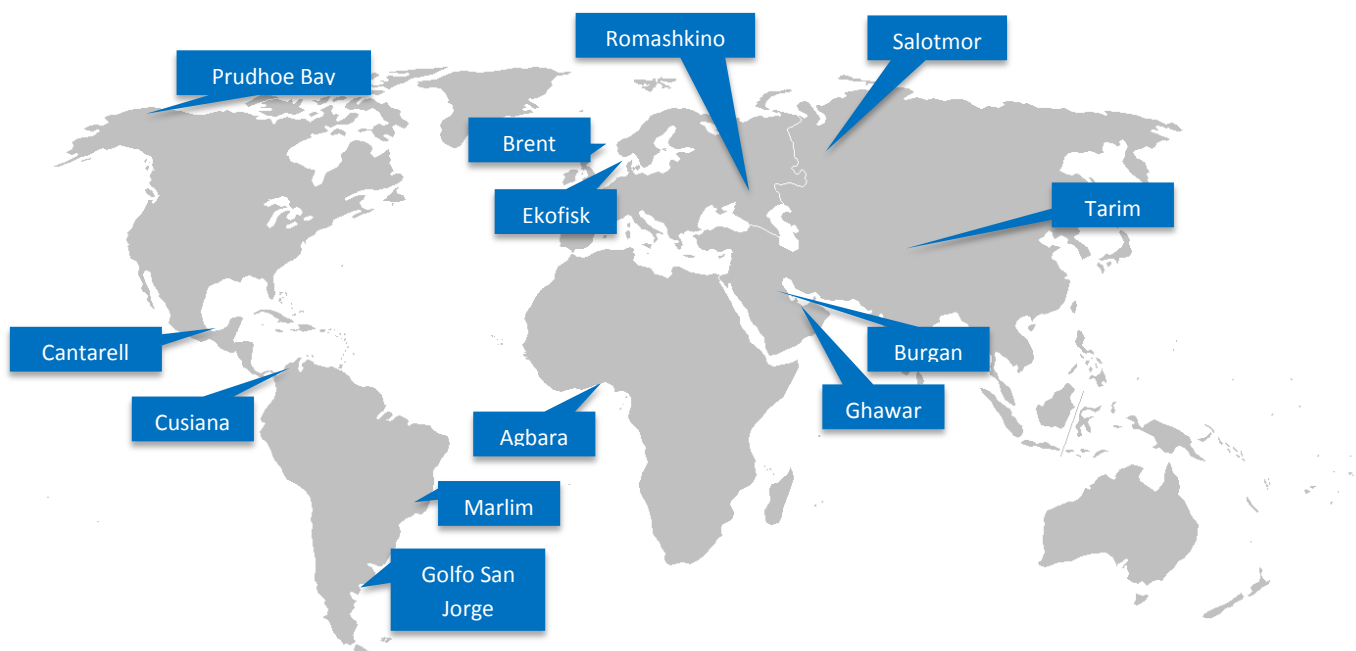 Romashkino
Salotmor
Prudhoe Bay
Brent
Ekofisk
Tarim
Cantarell
Burgan
Cusiana
Ghawar
Agbara
Marlim
Golfo San
Jorge